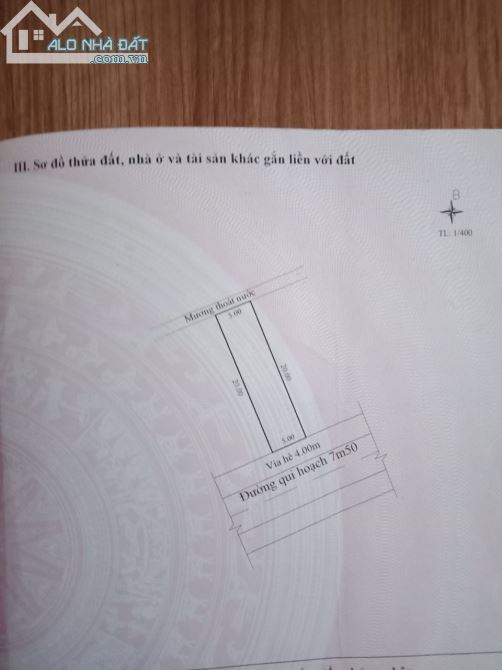 ALO NHÀ ĐẤT
.com.vn
III. Sơ đồ thửa đất, nhà ở và tài sản khác gắn liền với đất
B
TL: 1/400
Mương thoát nước
5.00
20.00
20.00
5.00
Vỉa hè 4.00m
Đường qui hoạch 7m50